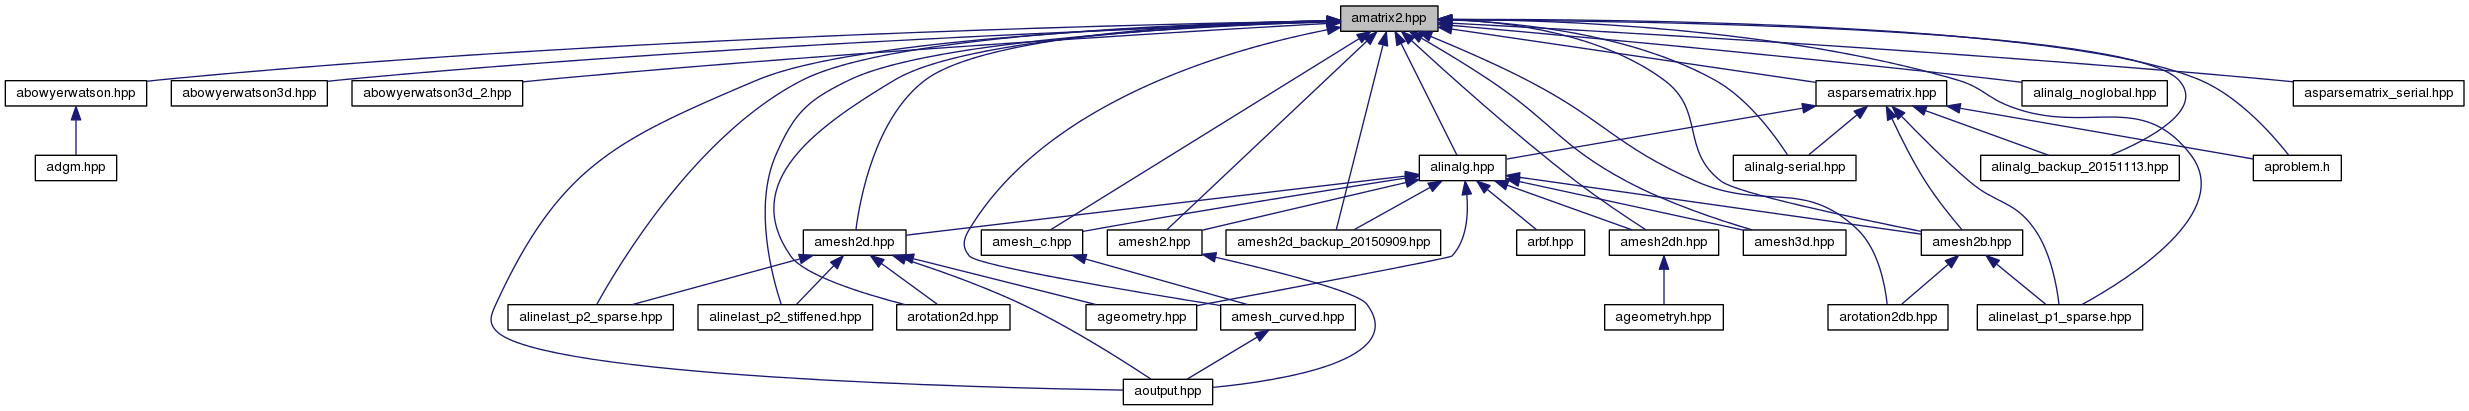 amatrix2.hpp
abowyerwatson.hpp
abowyerwatson3d.hpp
abowyerwatson3d_2.hpp
asparsematrix.hpp
alinalg_noglobal.hpp
asparsematrix_serial.hpp
adgm.hpp
alinalg.hpp
alinalg-serial.hpp
alinalg_backup_20151113.hpp
aproblem.h
amesh2d.hpp
amesh_c.hpp
amesh2.hpp
amesh2d_backup_20150909.hpp
arbf.hpp
amesh2dh.hpp
amesh3d.hpp
amesh2b.hpp
alinelast_p2_sparse.hpp
alinelast_p2_stiffened.hpp
arotation2d.hpp
ageometry.hpp
amesh_curved.hpp
ageometryh.hpp
arotation2db.hpp
alinelast_p1_sparse.hpp
aoutput.hpp